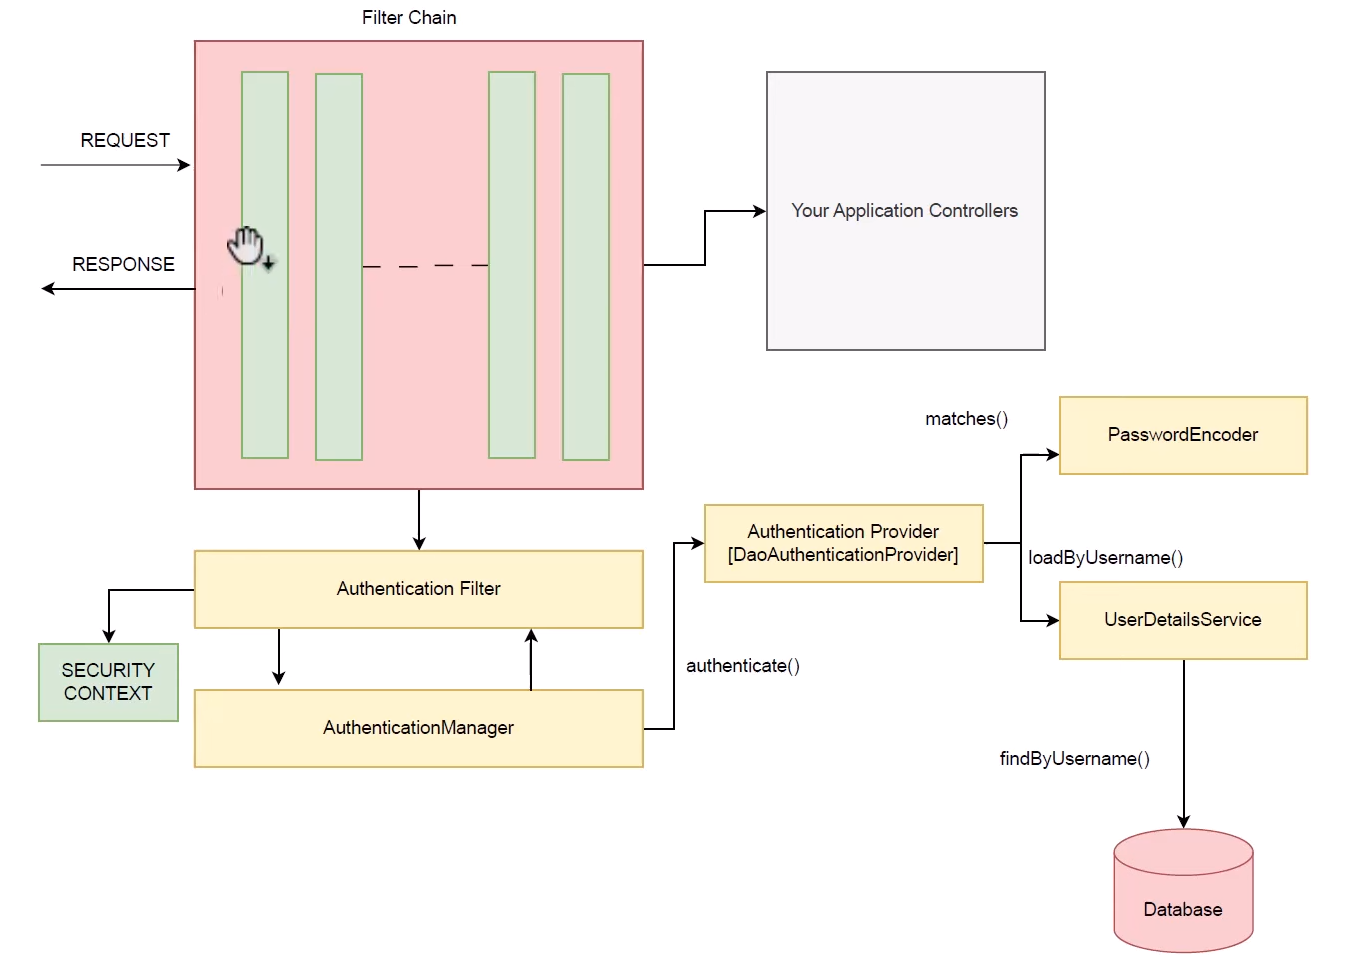 Filter Chain
REQUEST
RESPONSE
Your Application Controllers
matches()
PasswordEncoder
Authentication Provider
[DaoAuthenticationProvider]
loadByUsername()
Authentication Filter
UserDetailsService
SECURITY
CONTEXT
authenticate()
AuthenticationManager
findByUsername()
Database